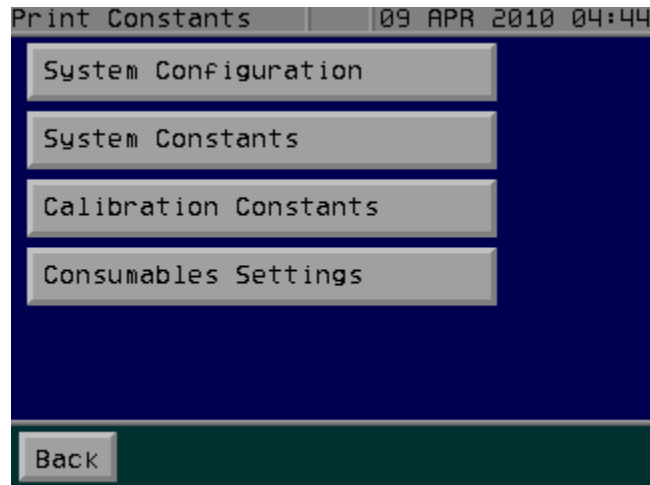 Print Constants 09 APR 2010 04:44
System Configuration
System Constants
Calibration Constants
Consumables Settings
Back